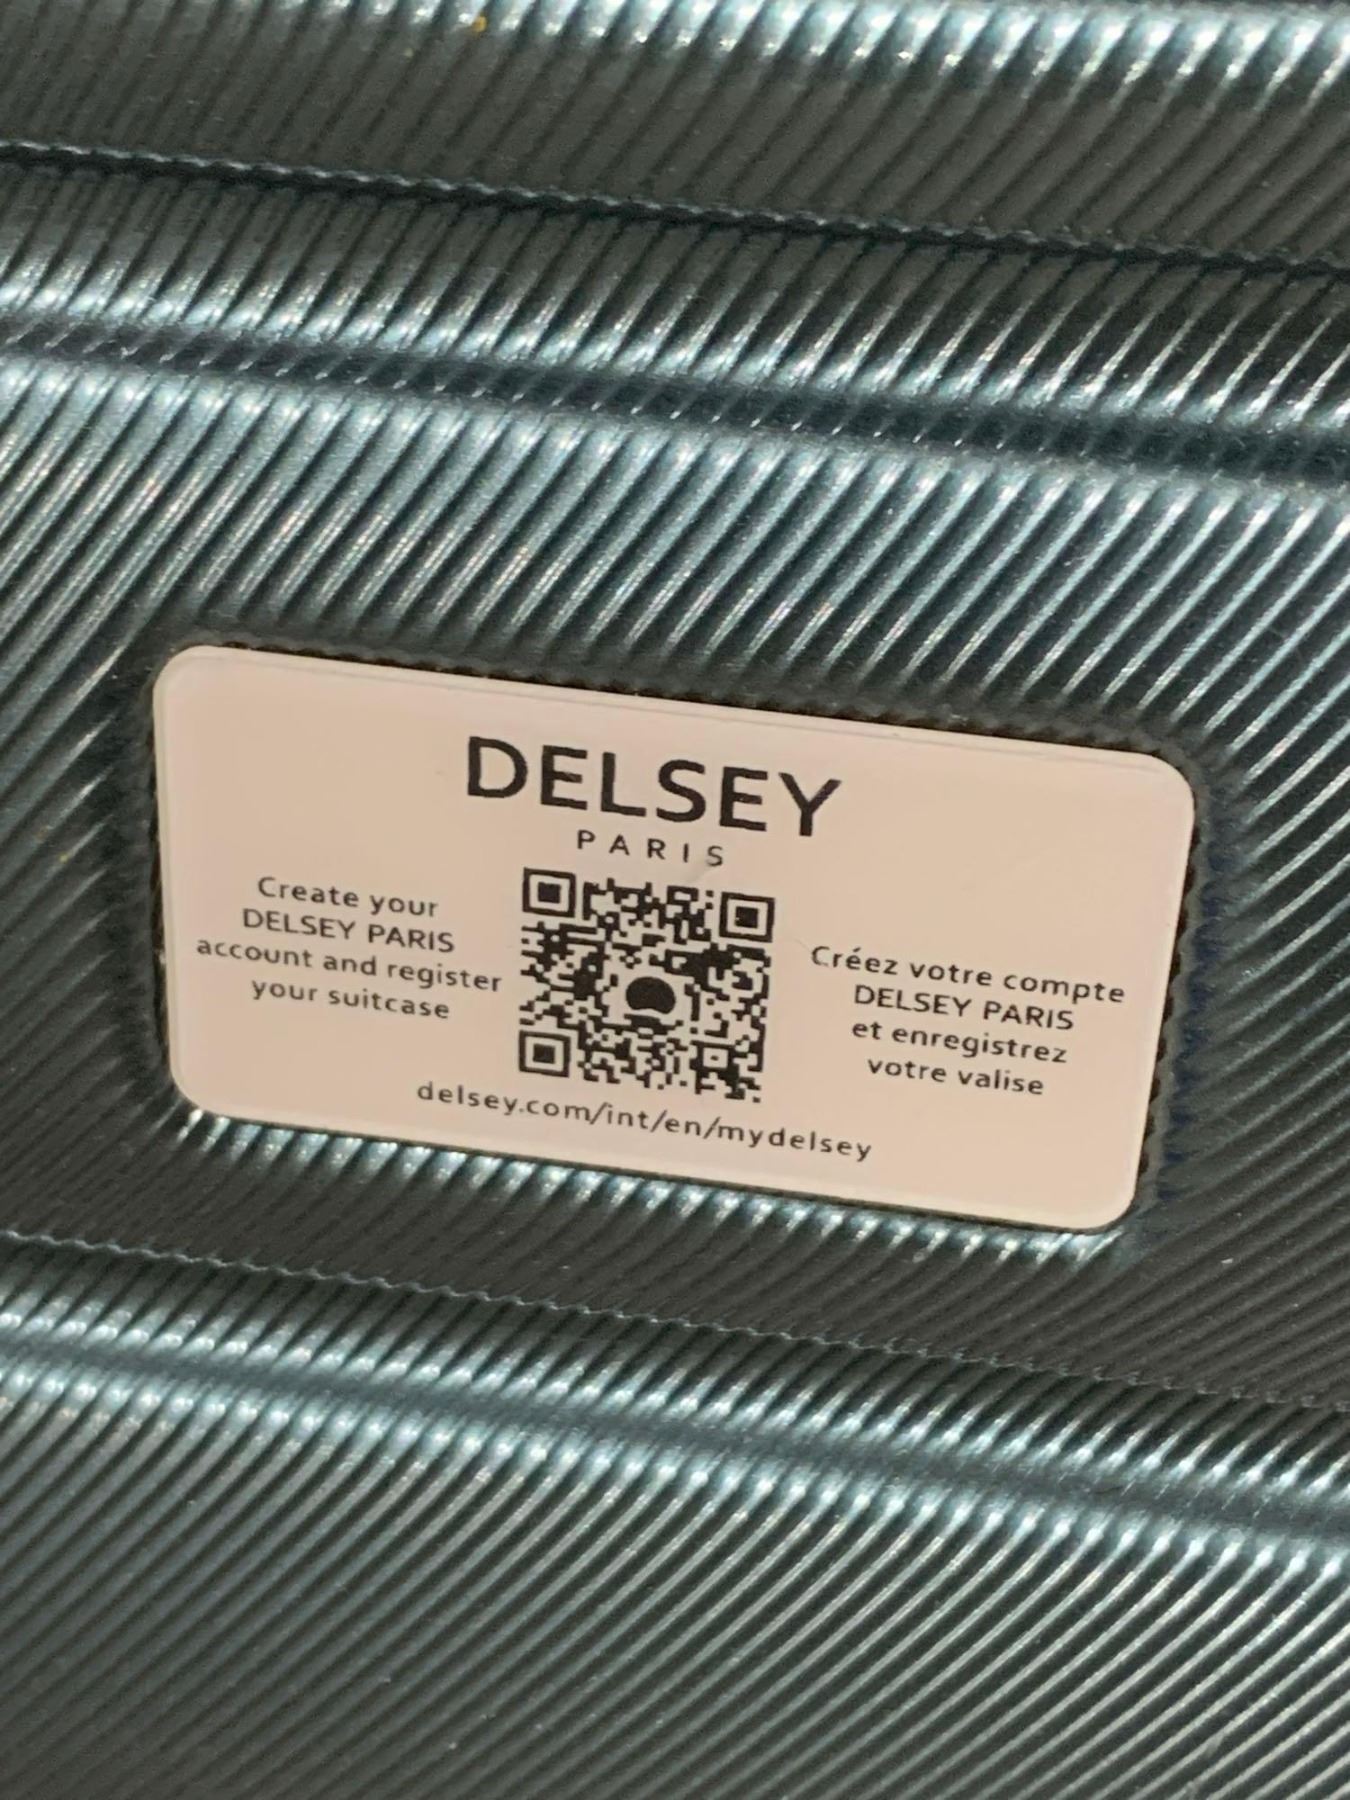 DELSEY
PARIS
Create your
DELSEY PARIS
account and register
your suitcase
Créez votre compte
DELSEY PARIS
et enregistrez
votre valise
delsey.com/int/en/mydelsey